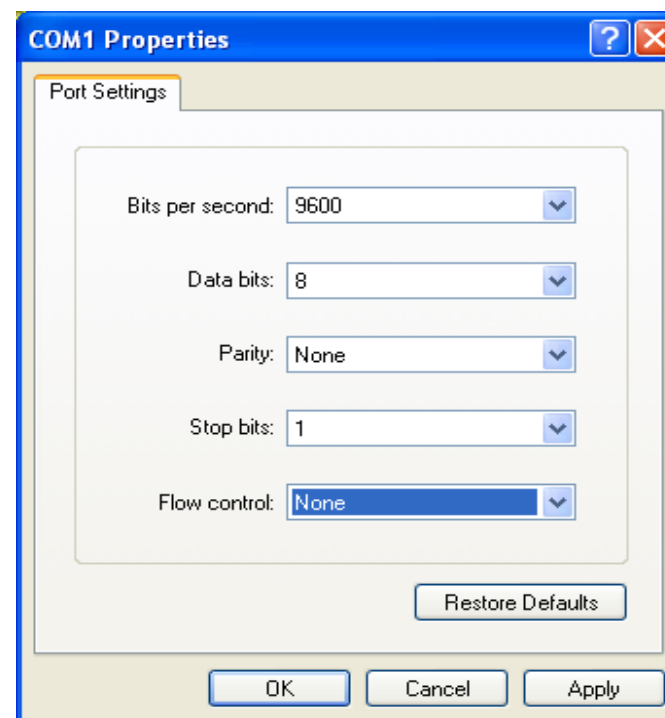 COM1 Properties
Port Settings
Bits per second: 9600
Data bits: 8
Parity: None
Stop bits: 1
Flow control: None
Restore Defaults
OK Cancel Apply